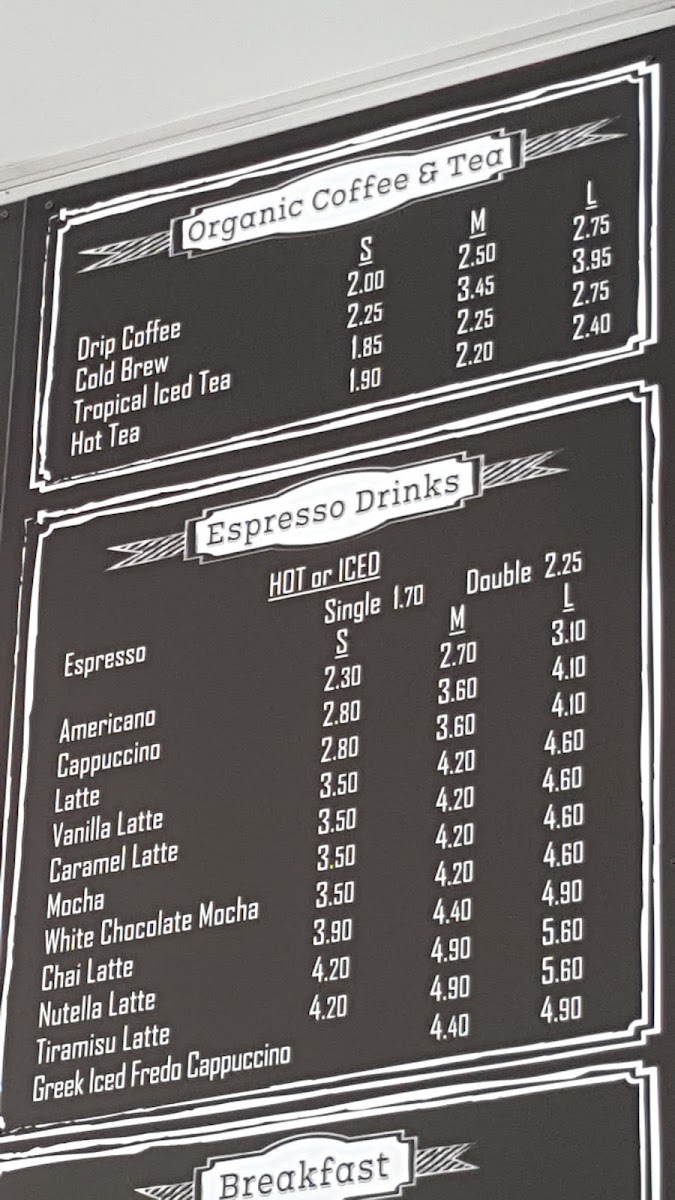 Organic Coffee & Tea
S M L
Drip Coffee 2.00 2.50 2.75
Cold Brew 2.25 3.45 3.95
Tropical Iced Tea 1.85 2.25 2.75
Hot Tea 1.90 2.20 2.40
Espresso Drinks
HOT or ICED
Espresso Single 1.70 Double 2.25
S M L
Americano 2.30 2.70 3.10
Cappuccino 2.80 3.60 4.10
Latte 2.80 3.60 4.10
Vanilla Latte 3.50 4.20 4.60
Caramel Latte 3.50 4.20 4.60
Mocha 3.50 4.20 4.60
White Chocolate Mocha 3.50 4.20 4.60
Chai Latte 3.90 4.40 4.90
Nutella Latte 4.20 4.90 5.60
Tiramisu Latte 4.20 4.90 5.60
Greek Iced Fredo Cappuccino 4.40 4.90
Breakfast